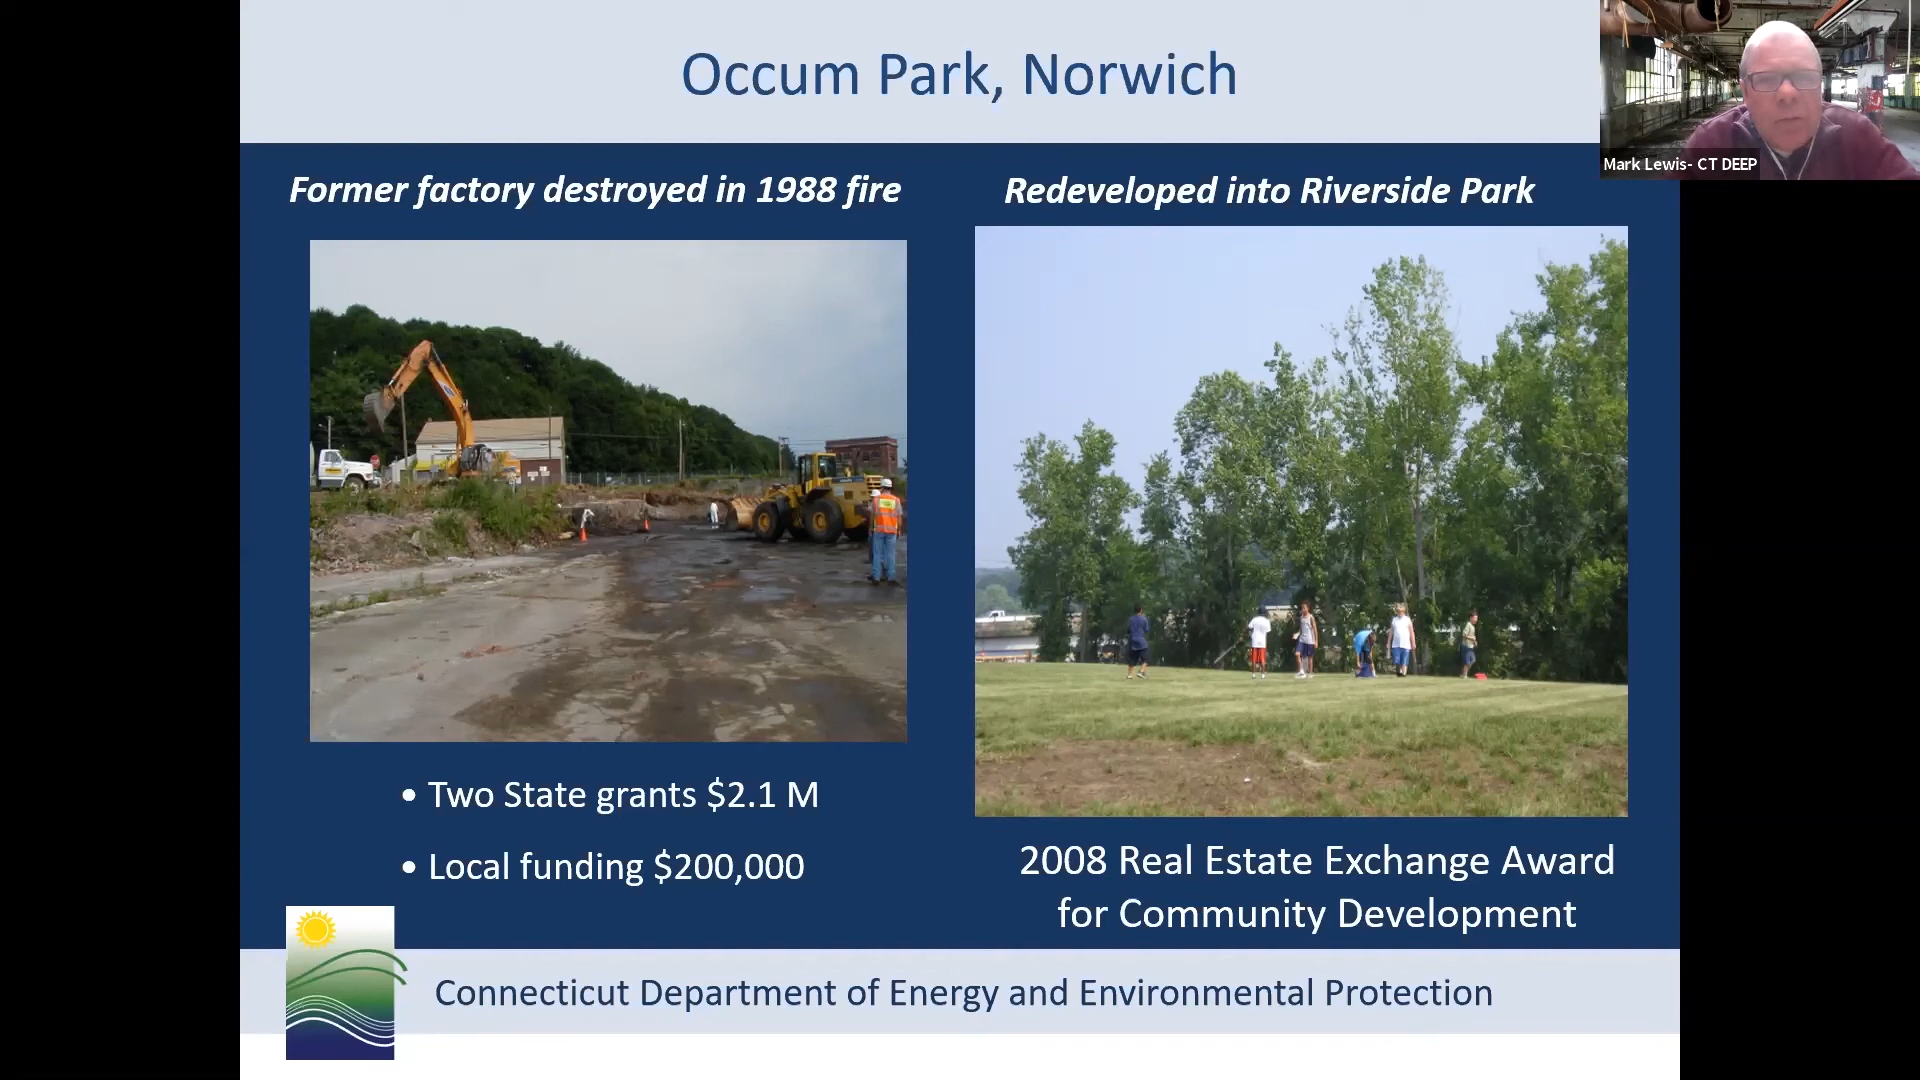 Occum Park, Norwich
Mark Lewis- CT DEEP
Former factory destroyed in 1988 fire
Redeveloped into Riverside Park
• Two State grants $2.1 M
• Local funding $200,000
2008 Real Estate Exchange Award
for Community Development
Connecticut Department of Energy and Environmental Protection